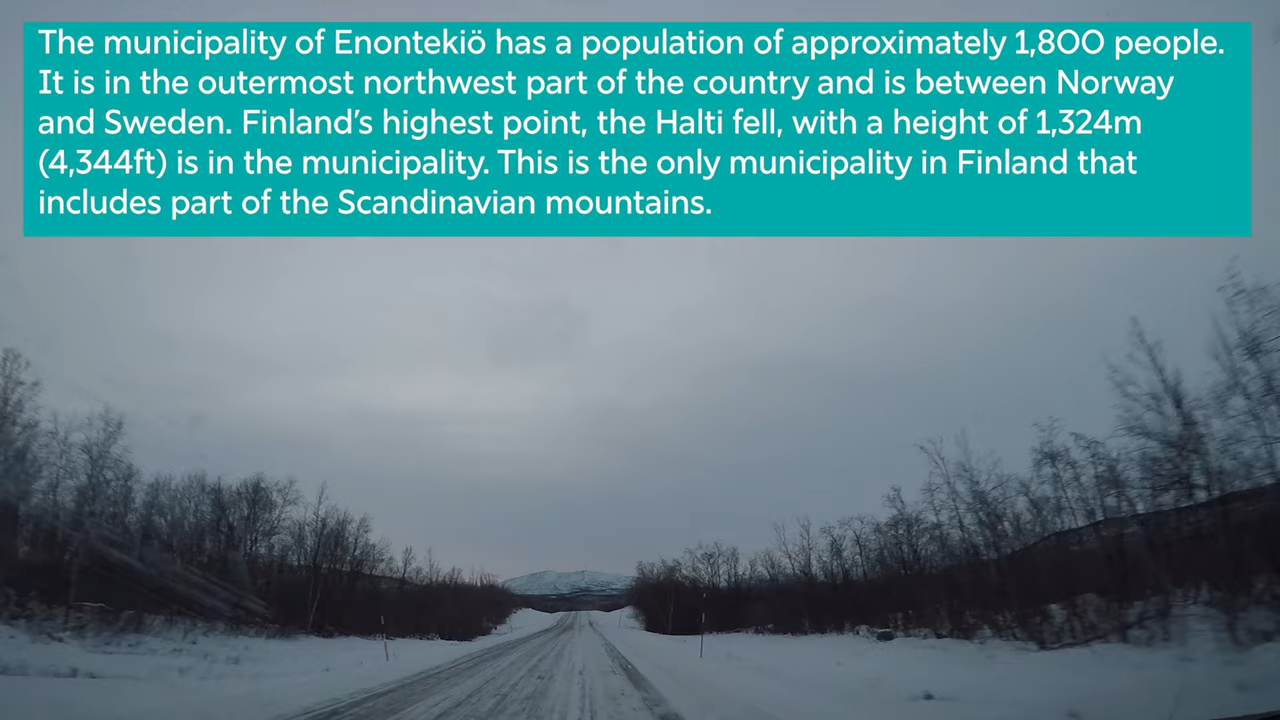 The municipality of Enontekiö has a population of approximately 1,800 people.
It is in the outermost northwest part of the country and is between Norway
and Sweden. Finland's highest point, the Halti fell, with a height of 1,324m
(4,344ft) is in the municipality. This is the only municipality in Finland that
includes part of the Scandinavian mountains.